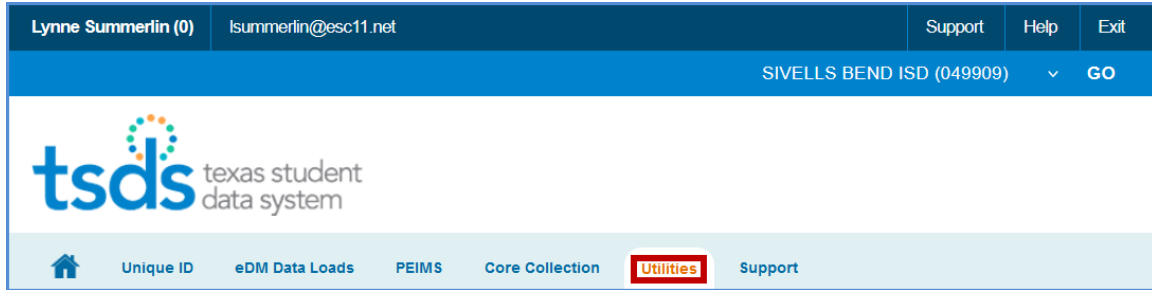 Lynne Summerlin (0) lsummerlin@esc11.net Support Help Exit
SIVELLS BEND ISD (049909) GO
tsds texas student
data system
Unique ID eDM Data Loads PEIMS Core Collection Utilities Support